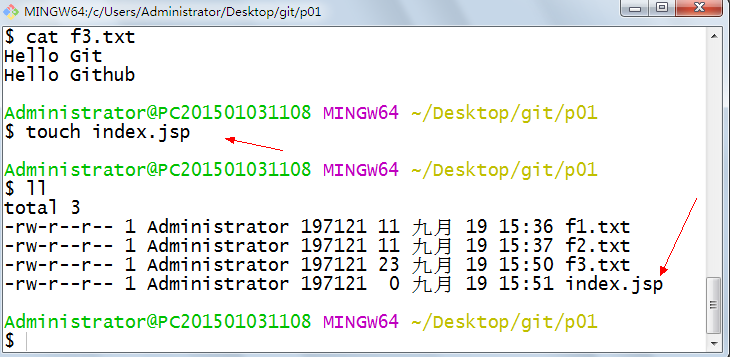 MINGW64:/c/Users/Administrator/Desktop/git/p01
$ cat f3.txt
Hello Git
Hello Github
Administrator@PC201501031108 MINGW64 ~/Desktop/git/p01
$ touch index.jsp
Administrator@PC201501031108 MINGW64 ~/Desktop/git/p01
$ ll
total 3
-rw-r--r-- 1 Administrator 197121 11 九月 19 15:36 f1.txt
-rw-r--r-- 1 Administrator 197121 11 九月 19 15:37 f2.txt
-rw-r--r-- 1 Administrator 197121 23 九月 19 15:50 f3.txt
-rw-r--r-- 1 Administrator 197121  0 九月 19 15:51 index.jsp
Administrator@PC201501031108 MINGW64 ~/Desktop/git/p01
$